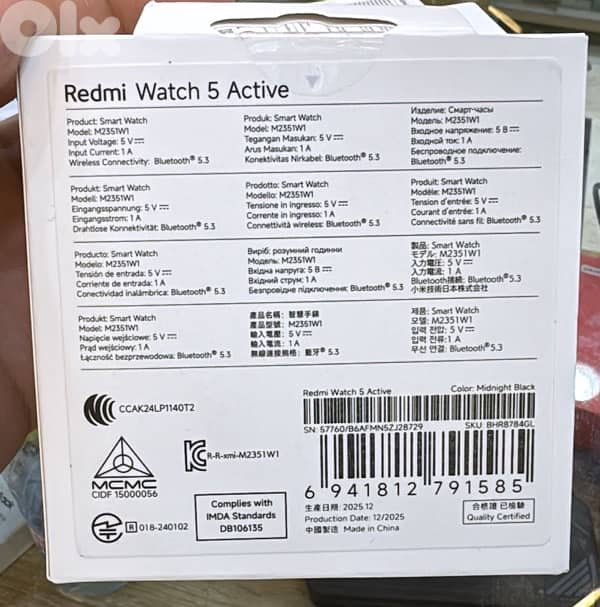 Olx
Redmi Watch 5 Active
Product: Smart Watch
Model: M2351W1
Input Voltage: 5 V⎓
Input Current: 1 A
Wireless Connectivity: Bluetooth® 5.3
Produk: Smart Watch
Model: M2351W1
Tegangan Masukan: 5 V⎓
Arus Masukan: 1 A
Konektivitas Nirkabel: Bluetooth® 5.3
Изделие: Смарт-часы
Модель: M2351W1
Входное напряжение: 5 В⎓
Входной ток: 1 А
Беспроводное подключение:
Bluetooth® 5.3
Produkt: Smart Watch
Modell: M2351W1
Eingangsspannung: 5 V⎓
Eingangsstrom: 1 A
Drahtlose Konnektivität: Bluetooth® 5.3
Prodotto: Smart Watch
Modello: M2351W1
Tensione in ingresso: 5 V⎓
Corrente in ingresso: 1 A
Connettività wireless: Bluetooth® 5.3
Produit: Smart Watch
Modèle: M2351W1
Tension d'entrée: 5 V⎓
Courant d'entrée: 1 A
Connectivité sans fil: Bluetooth® 5.3
Producto: Smart Watch
Modelo: M2351W1
Tensión de entrada: 5 V⎓
Corriente de entrada: 1 A
Conectividad inalámbrica: Bluetooth® 5.3
Виріб: розумний годинни
Модель: M2351W1
Вхідна напруга: 5 В⎓
Вхідний струм: 1 А
Безпровідне підключення: Bluetooth® 5.3
製品: Smart Watch
モデル: M2351W1
入力電圧: 5 V⎓
入力電流: 1 A
Bluetooth接続: Bluetooth® 5.3
小米技術日本株式会社
Produkt: Smart Watch
Model: M2351W1
Napięcie wejściowe: 5 V⎓
Prąd wejściowy: 1 A
Łączność bezprzewodowa: Bluetooth® 5.3
產品名稱: 智慧手錶
產品型號: M2351W1
輸入電壓: 5 V⎓
輸入電流: 1 A
無線連接規格: 藍牙® 5.3
제품: Smart Watch
모델: M2351W1
입력 전압: 5 V⎓
입력 전류: 1 A
무선 연결: Bluetooth® 5.3
CCAK24LP1140T2
MCMC
CIDF 15000056
R-R-xmi-M2351W1
R 018-240102
Complies with
IMDA Standards
DB106135
Redmi Watch 5 Active
Color: Midnight Black
SN: 57760/B6AFMN5ZJ28729
SKU: BHR8784GL
6 941812 791585
生産日期: 2025.12
Production Date: 12/2025
中國製造 Made in China
合格證 已檢驗
Quality Certified